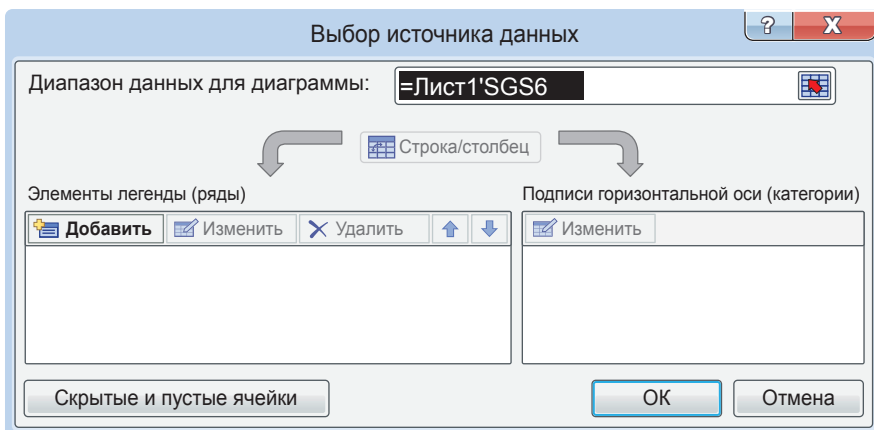 Выбор источника данных
? X
Диапазон данных для диаграммы: =Лист1'SGS6
Строка/столбец
Элементы легенды (ряды)
Подписи горизонтальной оси (категории)
Добавить Изменить Удалить
Изменить
Скрытые и пустые ячейки
ОК Отмена